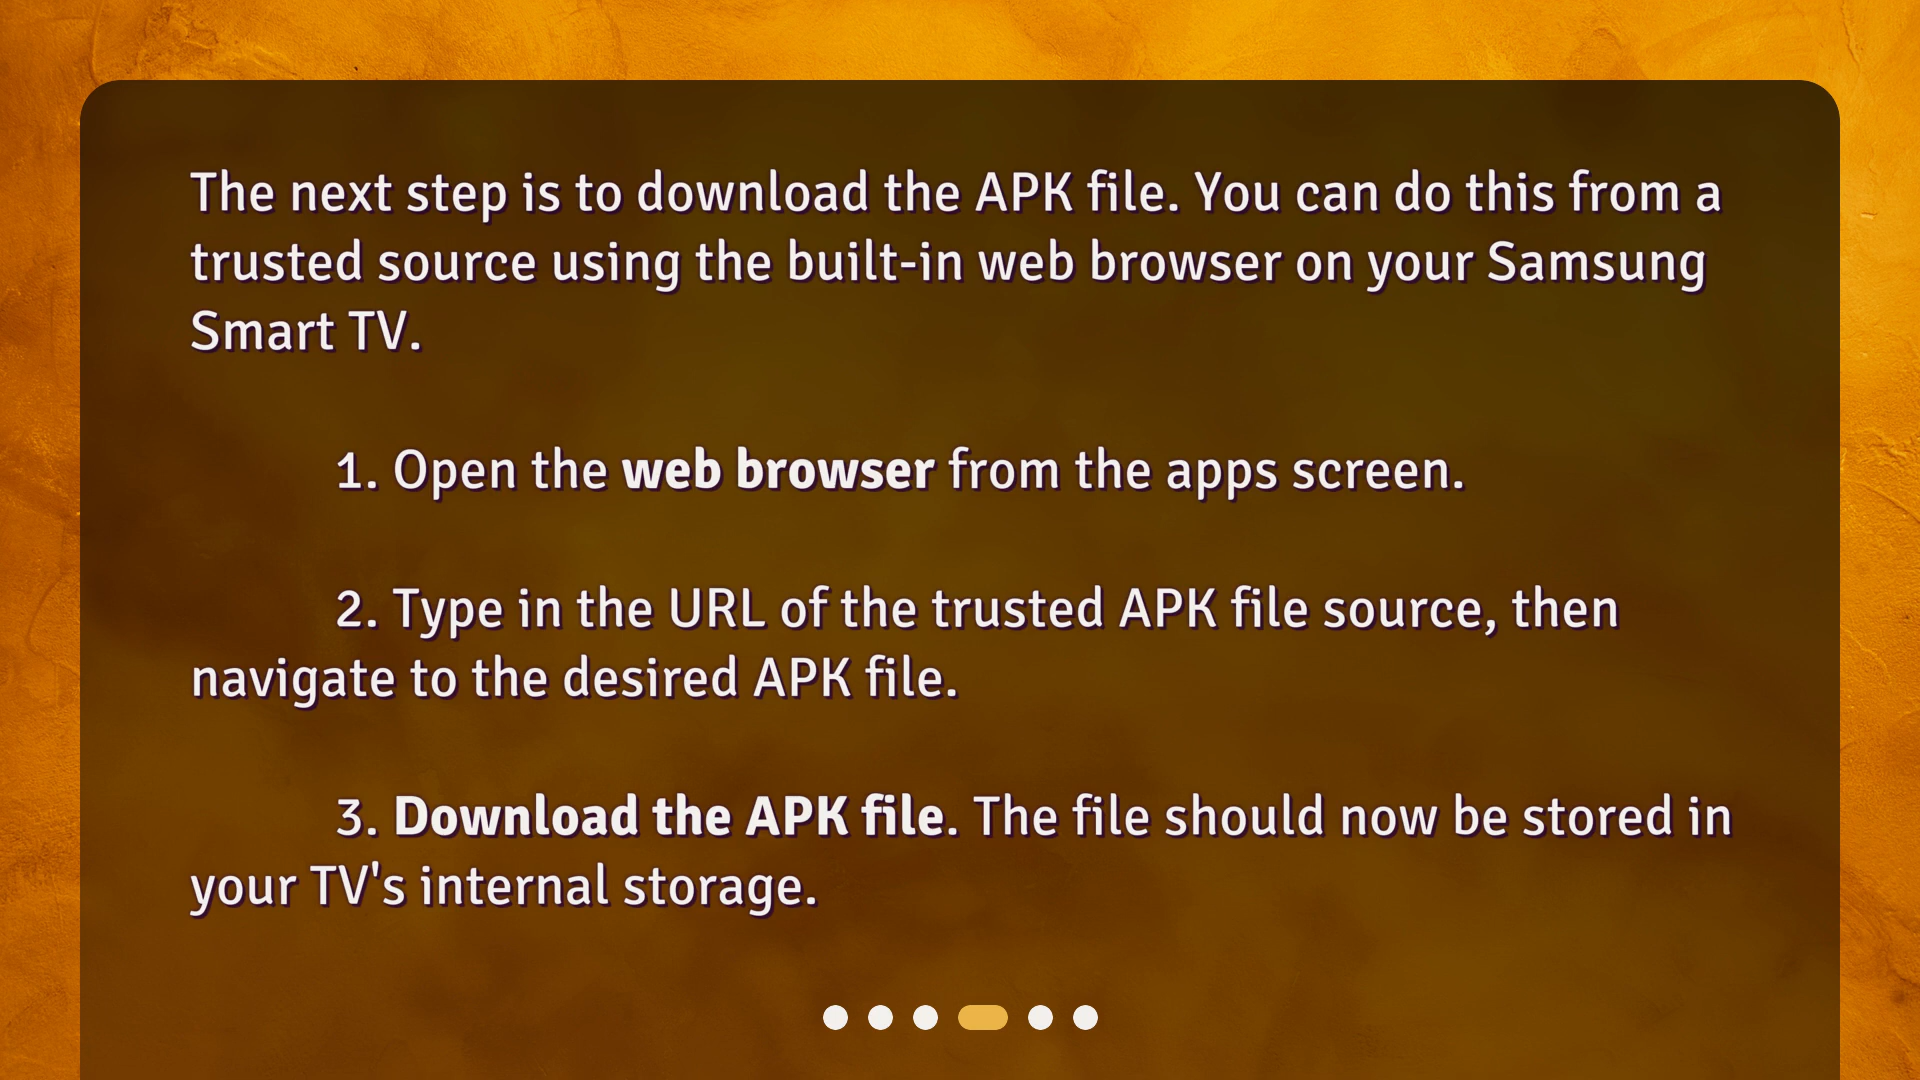 The next step is to download the APK file. You can do this from a
trusted source using the built-in web browser on your Samsung
Smart TV.
1. Open the web browser from the apps screen.
2. Type in the URL of the trusted APK file source, then
navigate to the desired APK file.
3. Download the APK file. The file should now be stored in
your TV's internal storage.